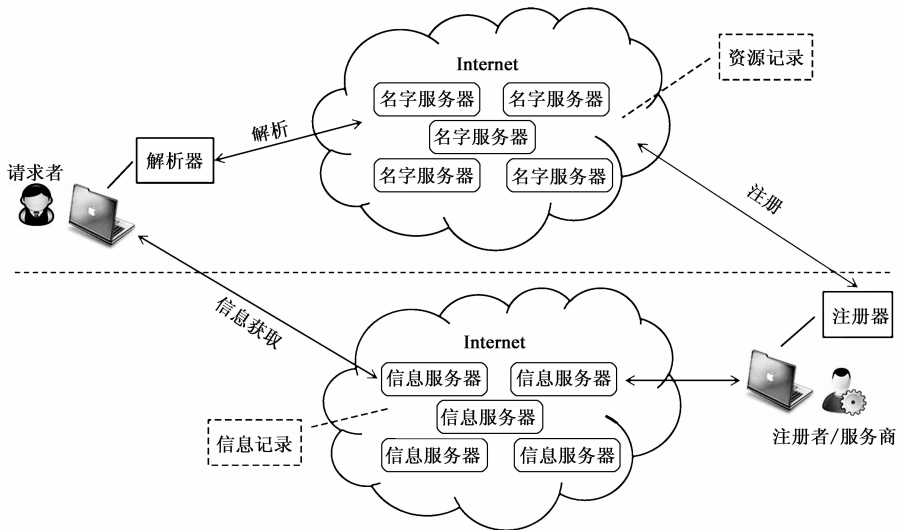 Internet
资源记录
名字服务器
名字服务器
名字服务器
名字服务器
名字服务器
解析
解析器
请求者
注册
信息获取
注册器
Internet
信息服务器
信息服务器
信息服务器
信息服务器
信息服务器
信息记录
注册者/服务商